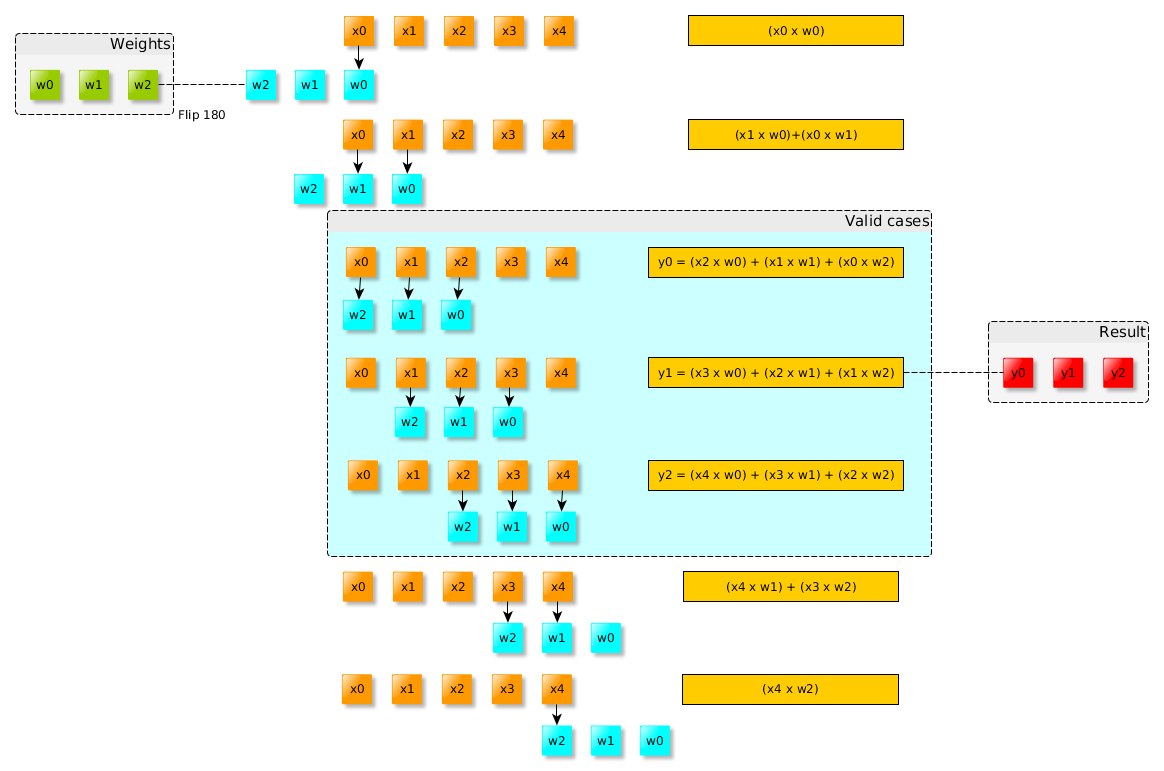 x0 x1 x2 x3 x4 (x0 x w0)
Weights
w0 w1 w2 w2 w1 w0
Flip 180
x0 x1 x2 x3 x4 (x1 x w0)+(x0 x w1)
w2 w1 w0
Valid cases
x0 x1 x2 x3 x4 y0 = (x2 x w0) + (x1 x w1) + (x0 x w2)
w2 w1 w0
Result
x0 x1 x2 x3 x4 y1 = (x3 x w0) + (x2 x w1) + (x1 x w2) y0 y1 y2
w2 w1 w0
x0 x1 x2 x3 x4 y2 = (x4 x w0) + (x3 x w1) + (x2 x w2)
w2 w1 w0
x0 x1 x2 x3 x4 (x4 x w1) + (x3 x w2)
w2 w1 w0
x0 x1 x2 x3 x4 (x4 x w2)
w2 w1 w0